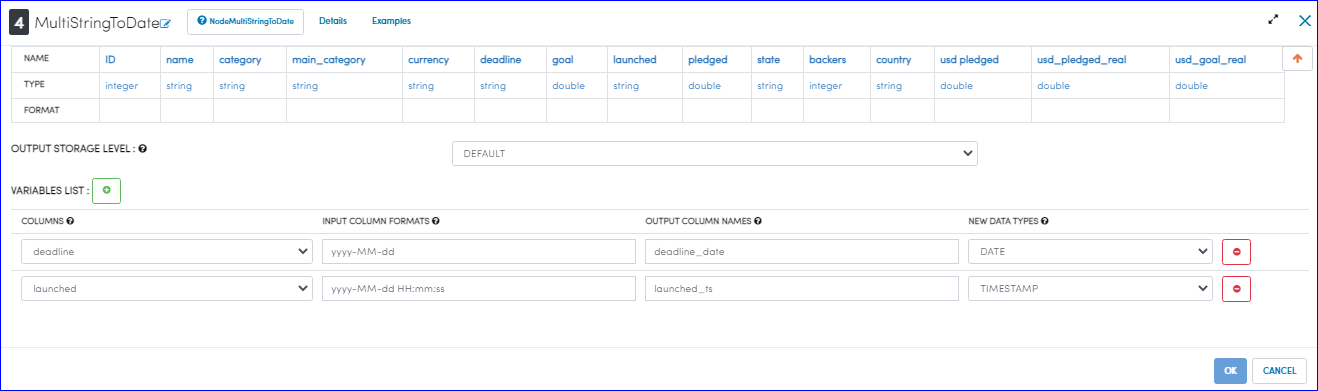 4 MultiStringToDate NodeMultiStringToDate Details Examples
NAME ID name category main_category currency deadline goal launched pledged state backers country usd pledged usd_pledged_real usd_goal_real
TYPE integer string string string string string double string double string integer string double double double
FORMAT
OUTPUT STORAGE LEVEL : DEFAULT
VARIABLES LIST :
COLUMNS INPUT COLUMN FORMATS OUTPUT COLUMN NAMES NEW DATA TYPES
deadline yyyy-MM-dd deadline_date DATE
launched yyyy-MM-dd HH:mm:ss launched_ts TIMESTAMP
OK CANCEL